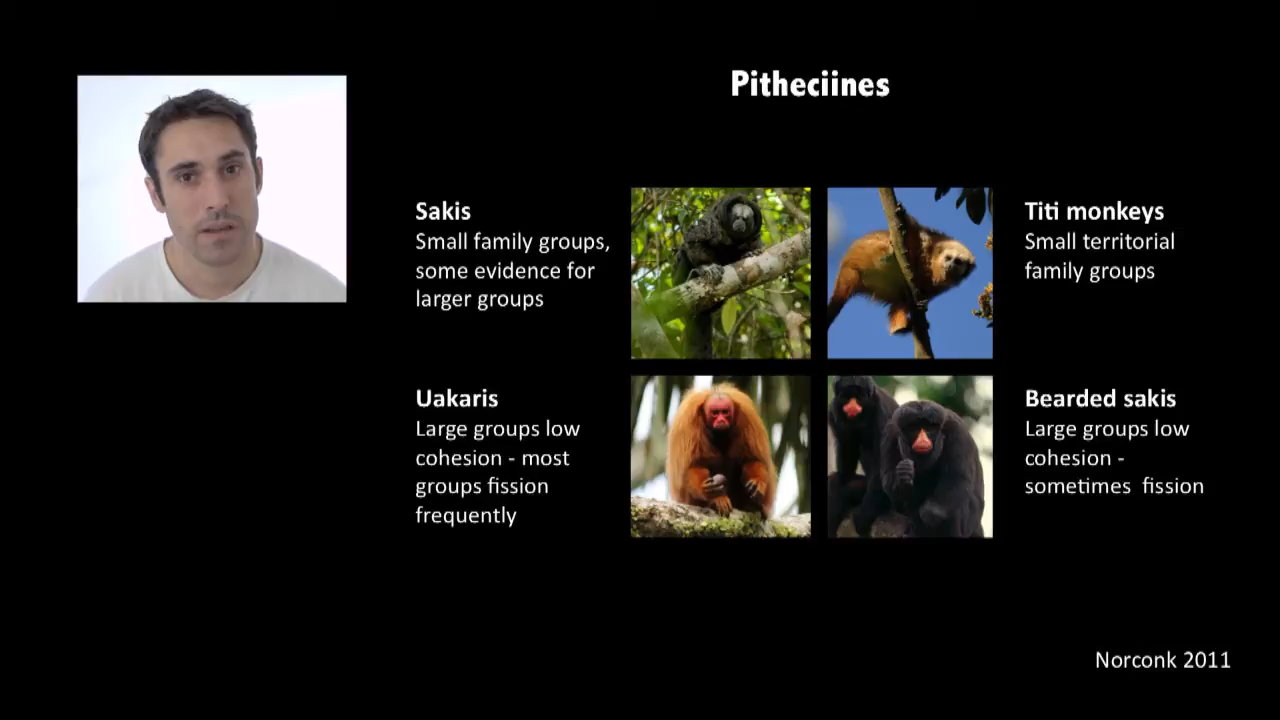 Pitheciines
Sakis
Small family groups,
some evidence for
larger groups
Titi monkeys
Small territorial
family groups
Uakaris
Large groups low
cohesion - most
groups fission
frequently
Bearded sakis
Large groups low
cohesion -
sometimes fission
Norconk 2011